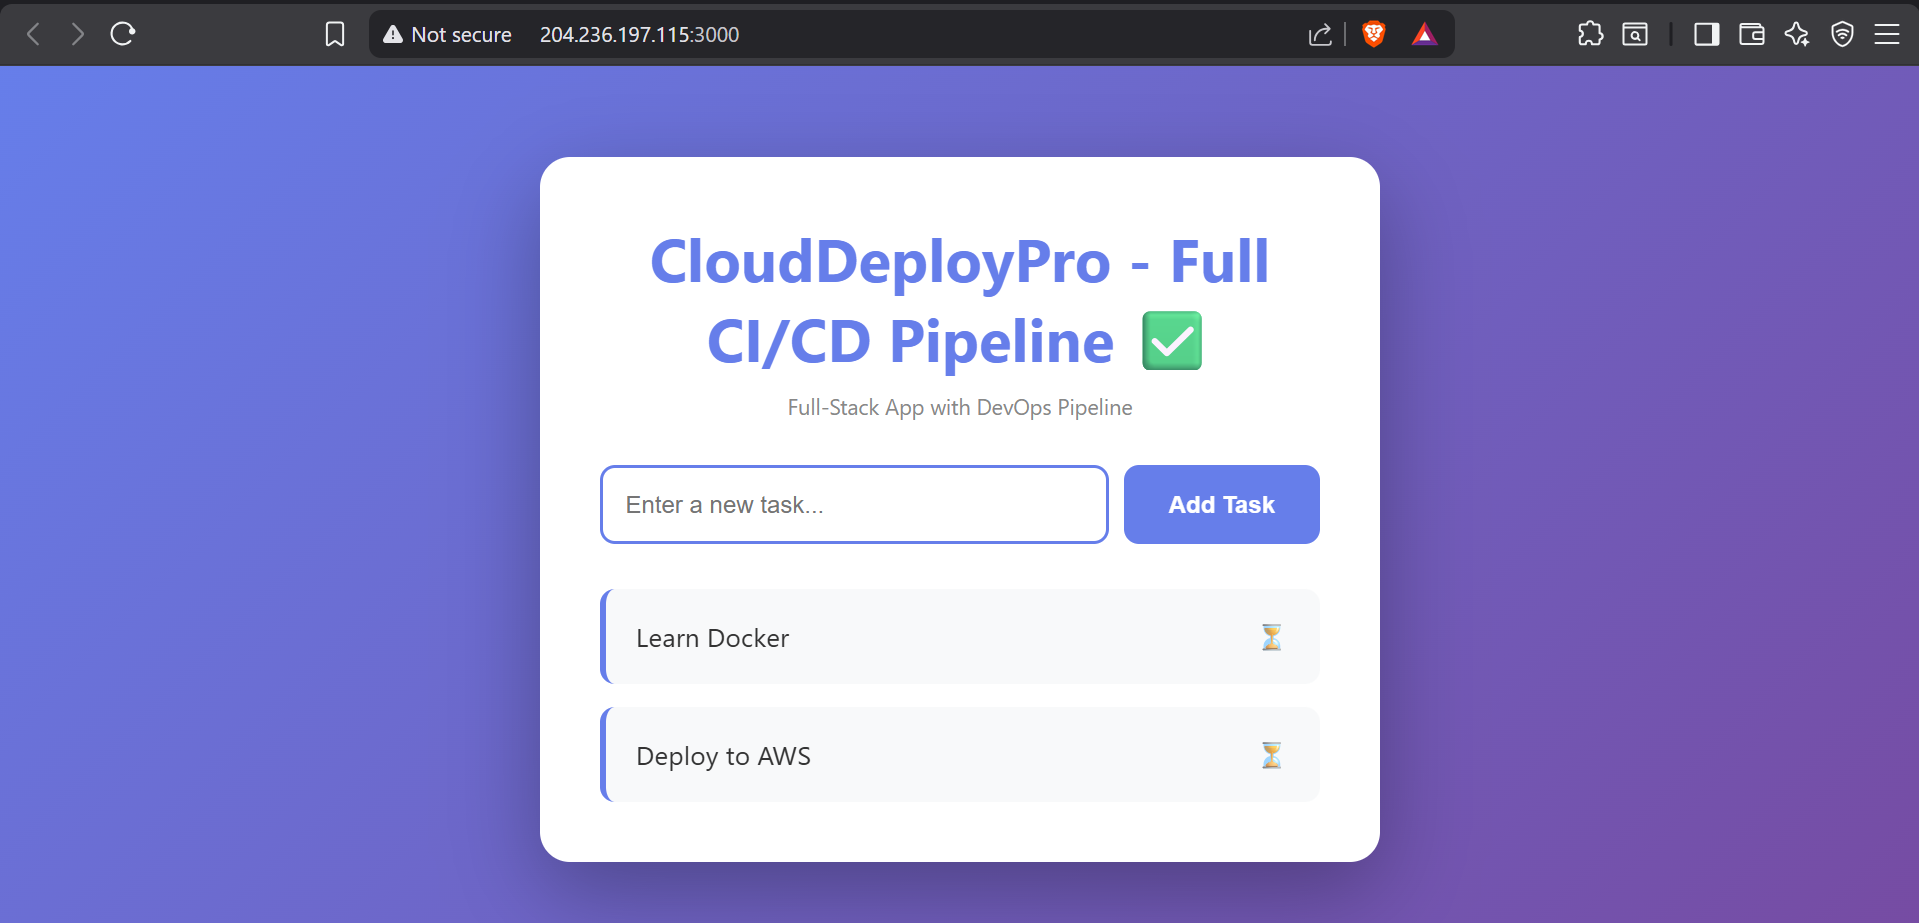 Not secure 204.236.197.115:3000
CloudDeployPro - Full
CI/CD Pipeline ✅
Full-Stack App with DevOps Pipeline
Enter a new task...
Add Task
Learn Docker ⏳
Deploy to AWS ⏳